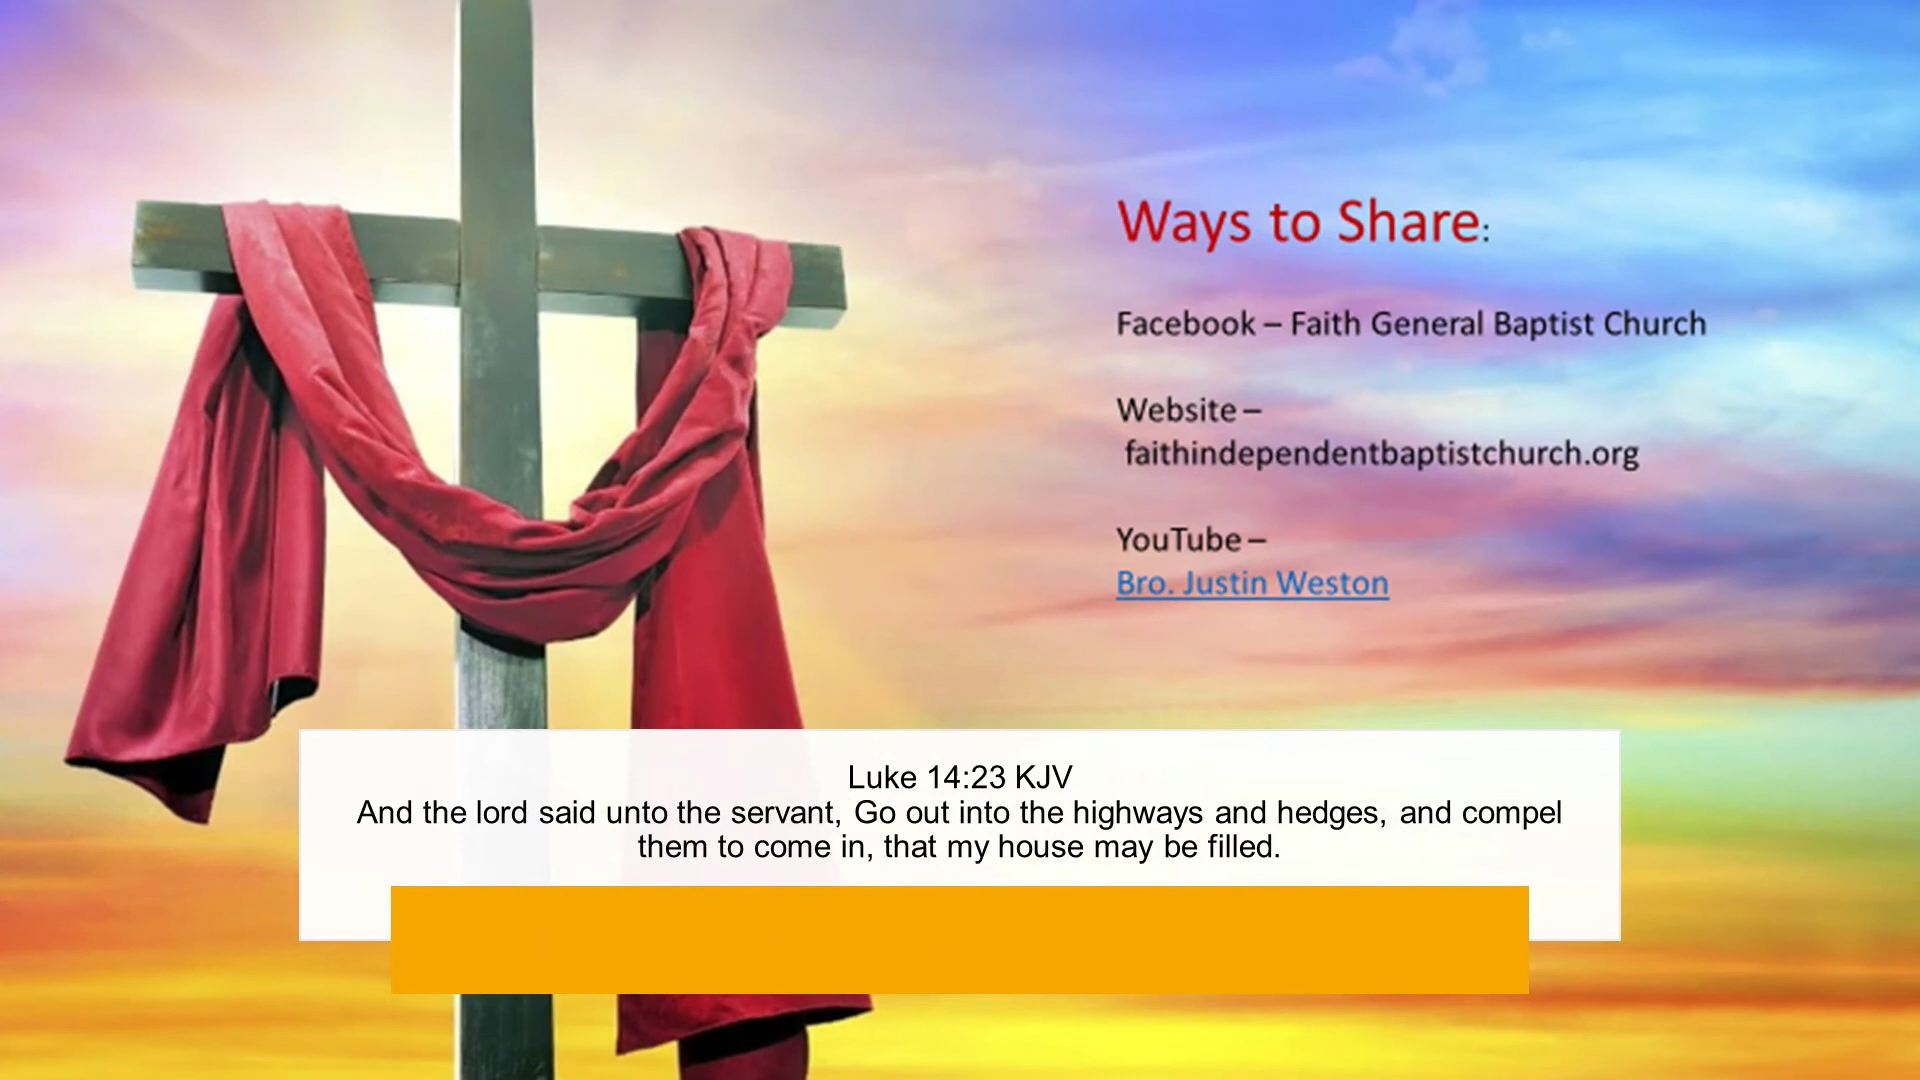 Ways to Share:
Facebook – Faith General Baptist Church
Website –
faithindependentbaptistchurch.org
YouTube –
Bro. Justin Weston
Luke 14:23 KJV
And the lord said unto the servant, Go out into the highways and hedges, and compel
them to come in, that my house may be filled.